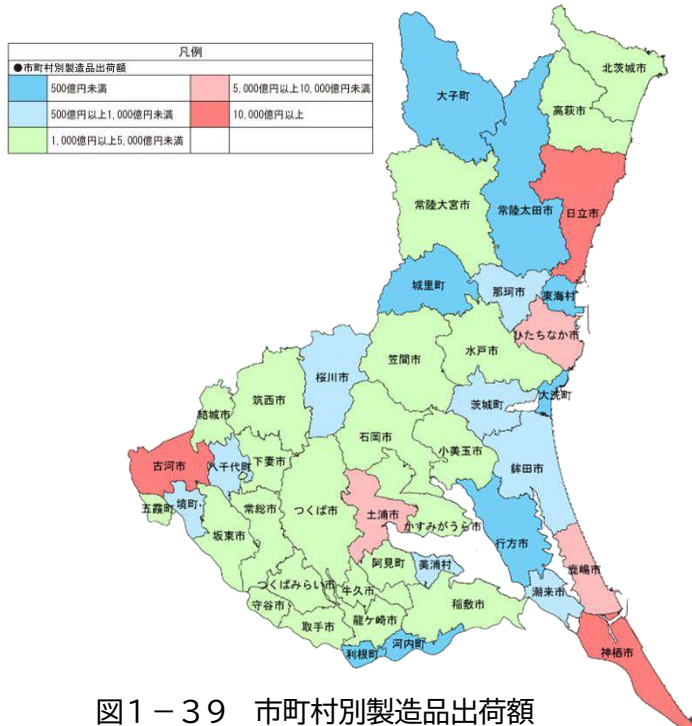 凡例
●市町村別製造品出荷額
500億円未満
5,000億円以上10,000億円未満
500億円以上1,000億円未満
10,000億円以上
1,000億円以上5,000億円未満
北茨城市
大子町
高萩市
常陸大宮市
常陸太田市
日立市
城里町
那珂市
東海村
ひたちなか市
笠間市
水戸市
桜川市
大洗町
筑西市
茨城町
結城市
石岡市
小美玉市
古河市
八千代町
下妻市
鉾田市
五霞町
境町
常総市
つくば市
土浦市
かすみがうら市
坂東市
行方市
阿見町
美浦村
鹿嶋市
つくばみらい市
牛久市
潮来市
守谷市
稲敷市
取手市
龍ケ崎市
利根町
河内町
神栖市
図1-39 市町村別製造品出荷額